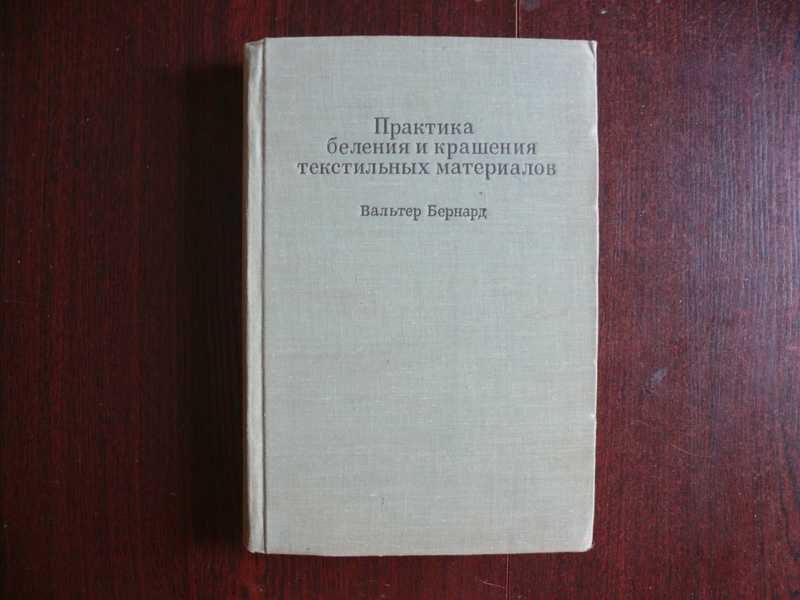 Практика
беления и крашения
текстильных материалов
Вальтер Бернард